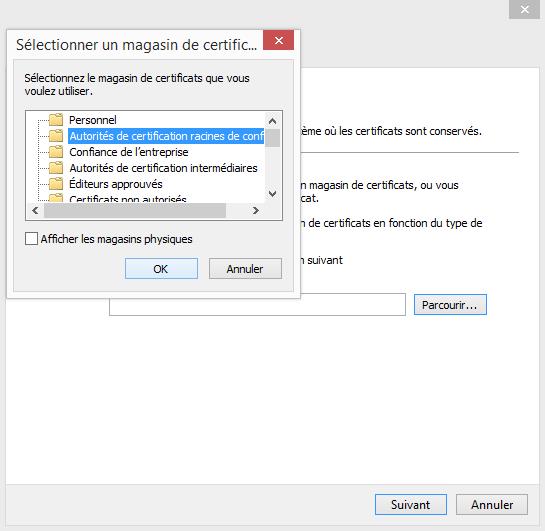 Sélectionner un magasin de certific...
Sélectionnez le magasin de certificats que vous
voulez utiliser.
Personnel
Autorités de certification racines de conf
Confiance de l'entreprise
Autorités de certification intermédiaires
Éditeurs approuvés
Certificats non autorisés
Afficher les magasins physiques
OK
Annuler
tème où les certificats sont conservés.
n magasin de certificats, ou vous
icat.
n de certificats en fonction du type de
n suivant
Parcourir...
Suivant
Annuler